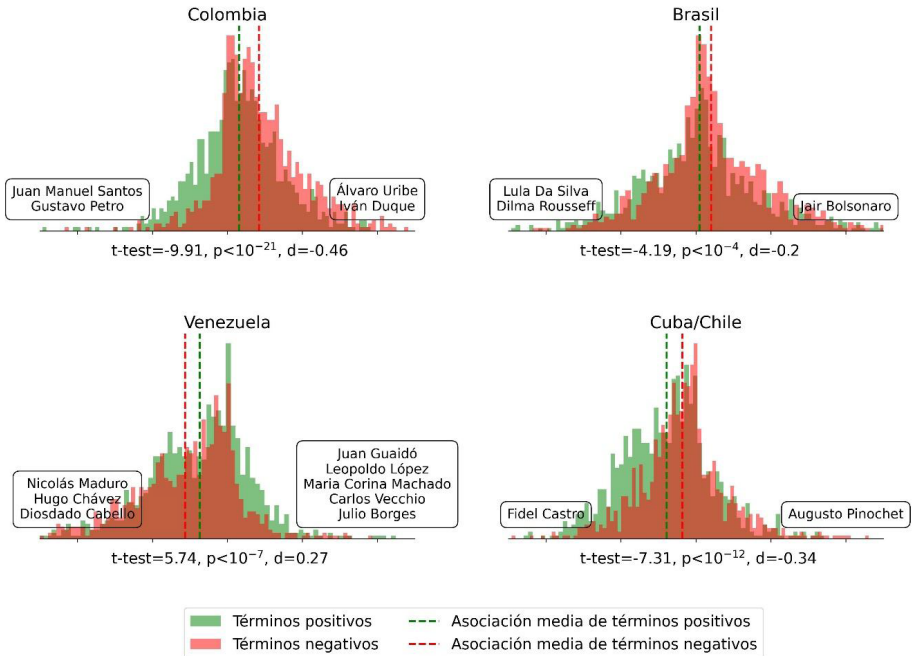 Colombia
Juan Manuel Santos
Gustavo Petro
Álvaro Uribe
Iván Duque
t-test=-9.91, p<10⁻²¹, d=-0.46
Brasil
Lula Da Silva
Dilma Rousseff
Jair Bolsonaro
t-test=-4.19, p<10⁻⁴, d=-0.2
Venezuela
Nicolás Maduro
Hugo Chávez
Diosdado Cabello
Juan Guaidó
Leopoldo López
Maria Corina Machado
Carlos Vecchio
Julio Borges
t-test=5.74, p<10⁻⁷, d=0.27
Cuba/Chile
Fidel Castro
Augusto Pinochet
t-test=-7.31, p<10⁻¹², d=-0.34
Términos positivos
Términos negativos
Asociación media de términos positivos
Asociación media de términos negativos